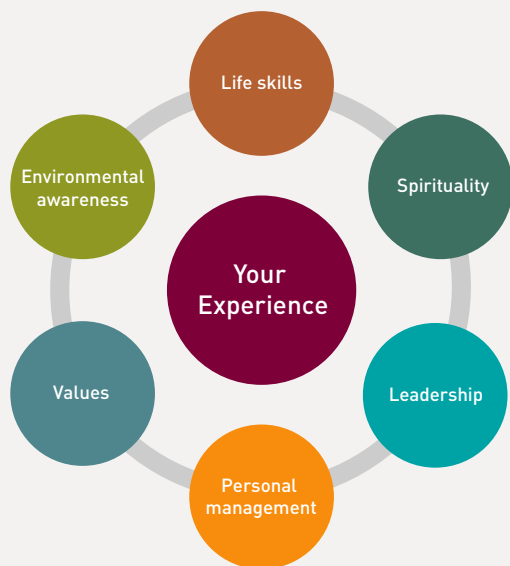 Life skills
Environmental
awareness
Spirituality
Your
Experience
Values
Leadership
Personal
management